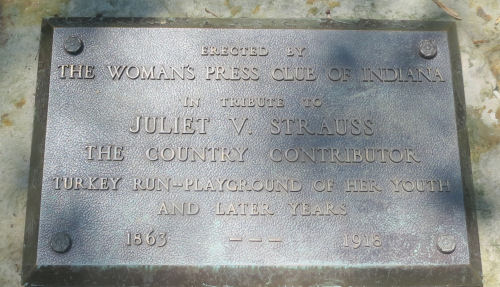 ERECTED BY
THE WOMAN'S PRESS CLUB OF INDIANA
IN TRIBUTE TO
JULIET V. STRAUSS
THE COUNTRY CONTRIBUTOR
TURKEY RUN--PLAYGROUND OF HER YOUTH
AND LATER YEARS
1863 --- 1918